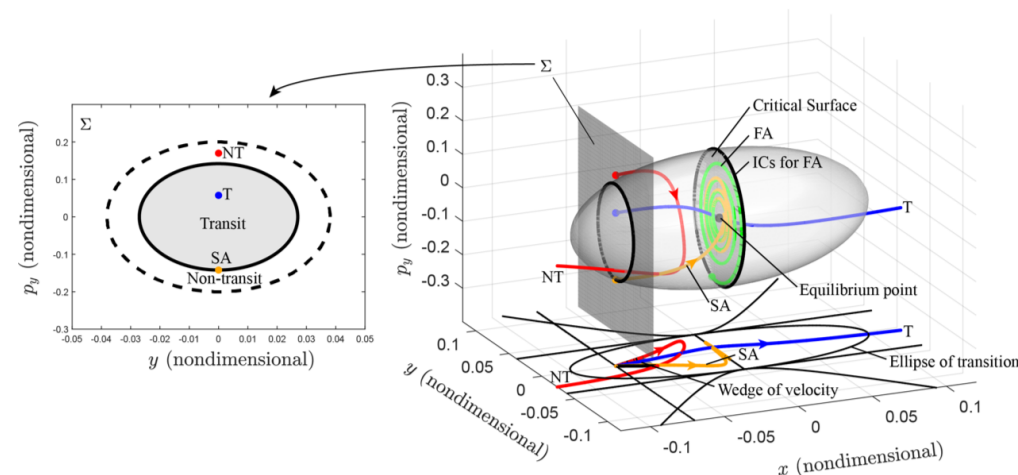 Σ
NT
T
Transit
SA
Non-transit
0.3
0.2
0.1
0
-0.1
-0.2
-0.3
-0.05
-0.04
-0.03
-0.02
-0.01
0
0.01
0.02
0.03
0.04
0.05
p_y (nondimensional)
y (nondimensional)
Σ
0.3
0.2
0.1
0
-0.1
-0.2
-0.3
p_y (nondimensional)
Critical Surface
FA
ICs for FA
T
NT
SA
Equilibrium point
T
SA
Ellipse of transition
NT
Wedge of velocity
0.1
0.05
0
-0.05
-0.1
y (nondimensional)
-0.1
-0.05
0
0.05
0.1
x (nondimensional)